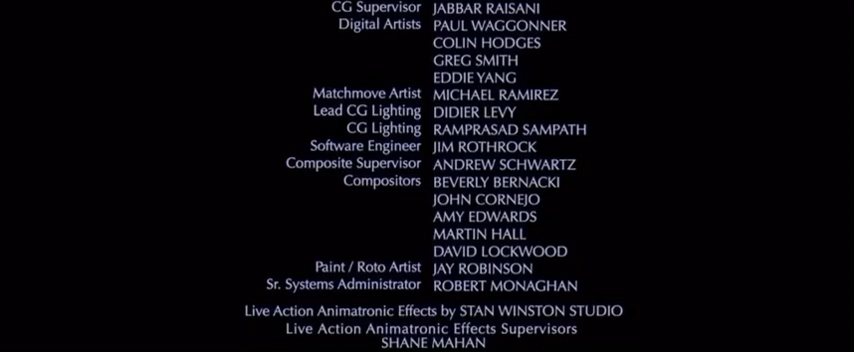 CG Supervisor JABBAR RAISANI
Digital Artists PAUL WAGGONNER
COLIN HODGES
GREG SMITH
EDDIE YANG
Matchmove Artist MICHAEL RAMIREZ
Lead CG Lighting DIDIER LEVY
CG Lighting RAMPRASAD SAMPATH
Software Engineer JIM ROTHROCK
Composite Supervisor ANDREW SCHWARTZ
Compositors BEVERLY BERNACKI
JOHN CORNEJO
AMY EDWARDS
MARTIN HALL
DAVID LOCKWOOD
Paint / Roto Artist JAY ROBINSON
Sr. Systems Administrator ROBERT MONAGHAN
Live Action Animatronic Effects by STAN WINSTON STUDIO
Live Action Animatronic Effects Supervisors
SHANE MAHAN